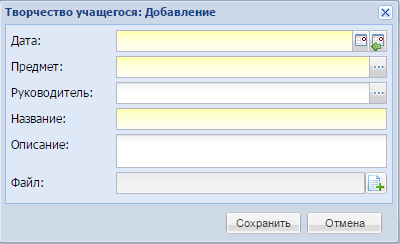 Творчество учащегося: Добавление
Дата:
Предмет:
Руководитель:
Название:
Описание:
Файл:
Сохранить Отмена